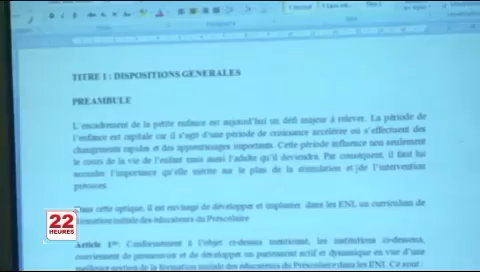 TITRE I : DISPOSITIONS GENERALES
PREAMBULE
L'encadrement de la petite enfance est aujourd'hui un défi majeur à relever. La période de
l'enfance est capitale car il s'agit d'une période de croissance accélérée où s'effectuent des
changements rapides et des apprentissages importants. Cette période influence non seulement
le cours de la vie de l'enfant mais aussi l'adulte qu'il deviendra. Par conséquent, il faut lui
accorder l'importance qu'elle mérite sur le plan de la stimulation et de l'intervention
précoces.
Dans cette optique, il est envisagé de développer et implanter dans les ENI, un curriculum de
formation initiale des éducateurs du Préscolaire
Article 1er: Conformément à l'objet ci-dessus mentionné, les institutions ci-dessous,
conviennent de promouvoir et de développer un partenariat actif et dynamique en vue d'une
meilleure gestion de la formation initiale des éducateurs du Préscolaire dans les ENI. Ce sont :
22
HEURES